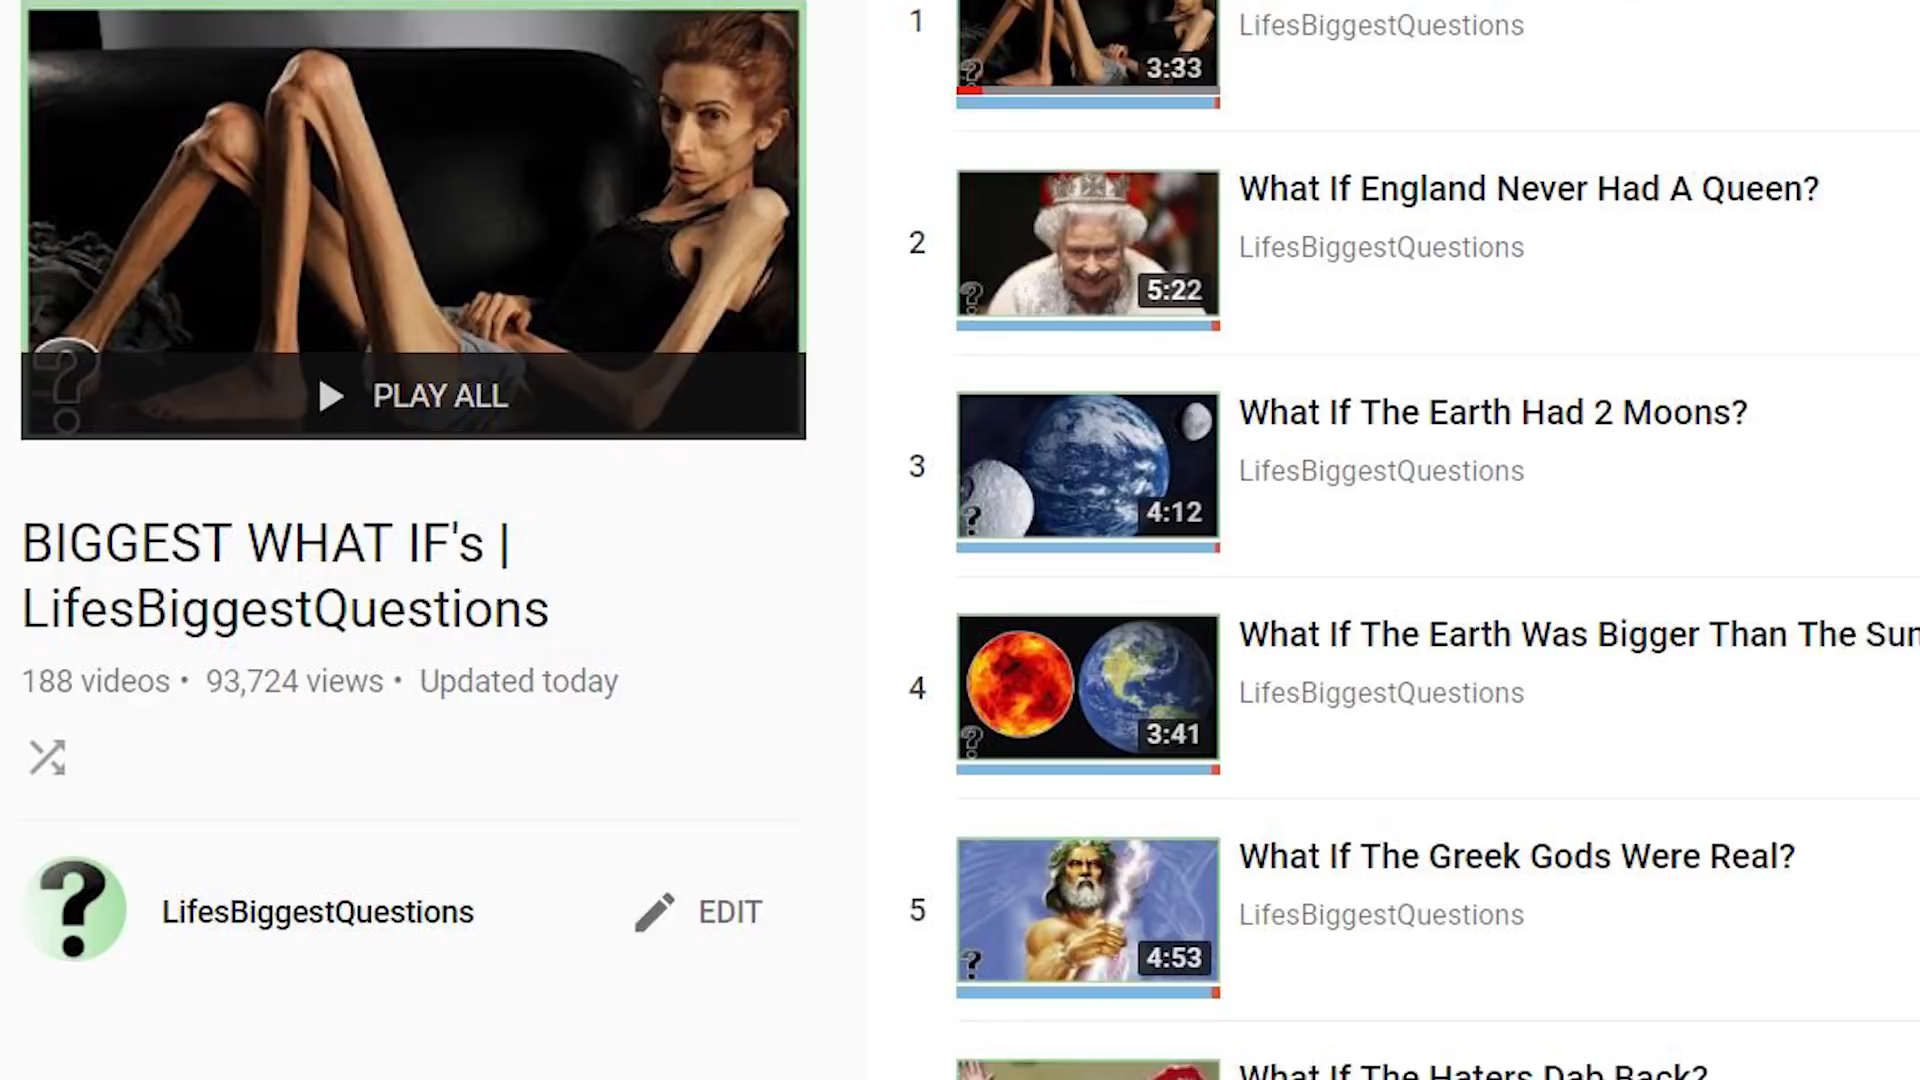 PLAY ALL
BIGGEST WHAT IF's |
LifesBiggestQuestions
188 videos • 93,724 views • Updated today
?
LifesBiggestQuestions
EDIT
1
3:33
LifesBiggestQuestions
2
5:22
What If England Never Had A Queen?
LifesBiggestQuestions
3
4:12
What If The Earth Had 2 Moons?
LifesBiggestQuestions
4
3:41
What If The Earth Was Bigger Than The Sun
LifesBiggestQuestions
5
4:53
What If The Greek Gods Were Real?
LifesBiggestQuestions
What If The Haters Dab Back?